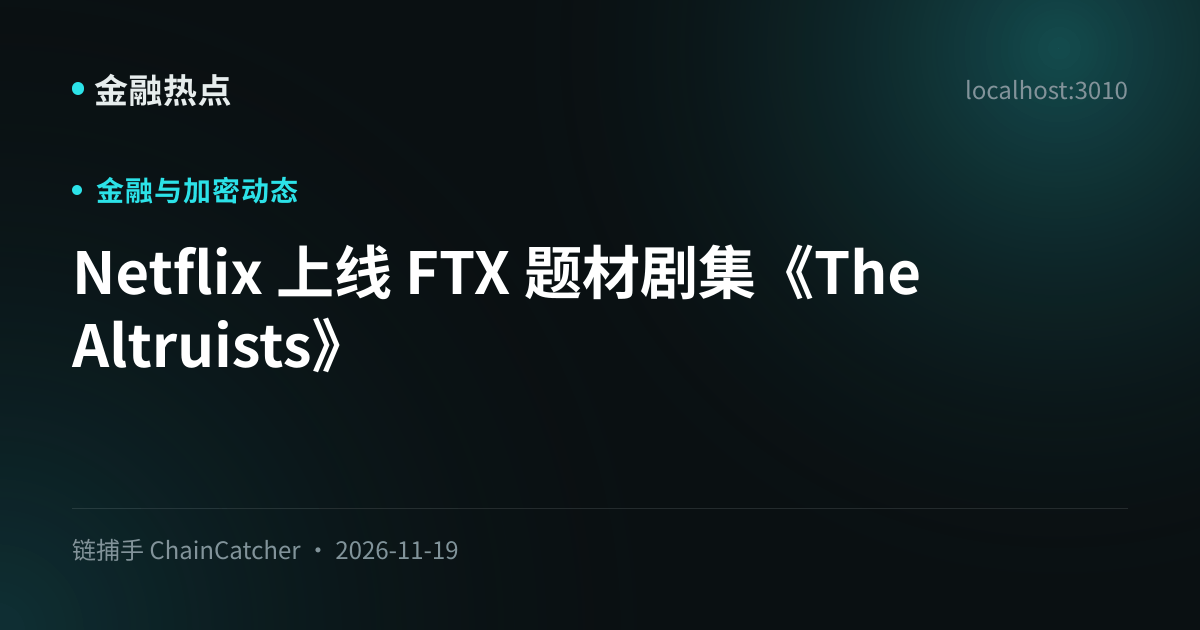 金融热点
localhost:3010
金融与加密动态
Netflix 上线 FTX 题材剧集《The
Altruists》
链捕手 ChainCatcher · 2026-11-19